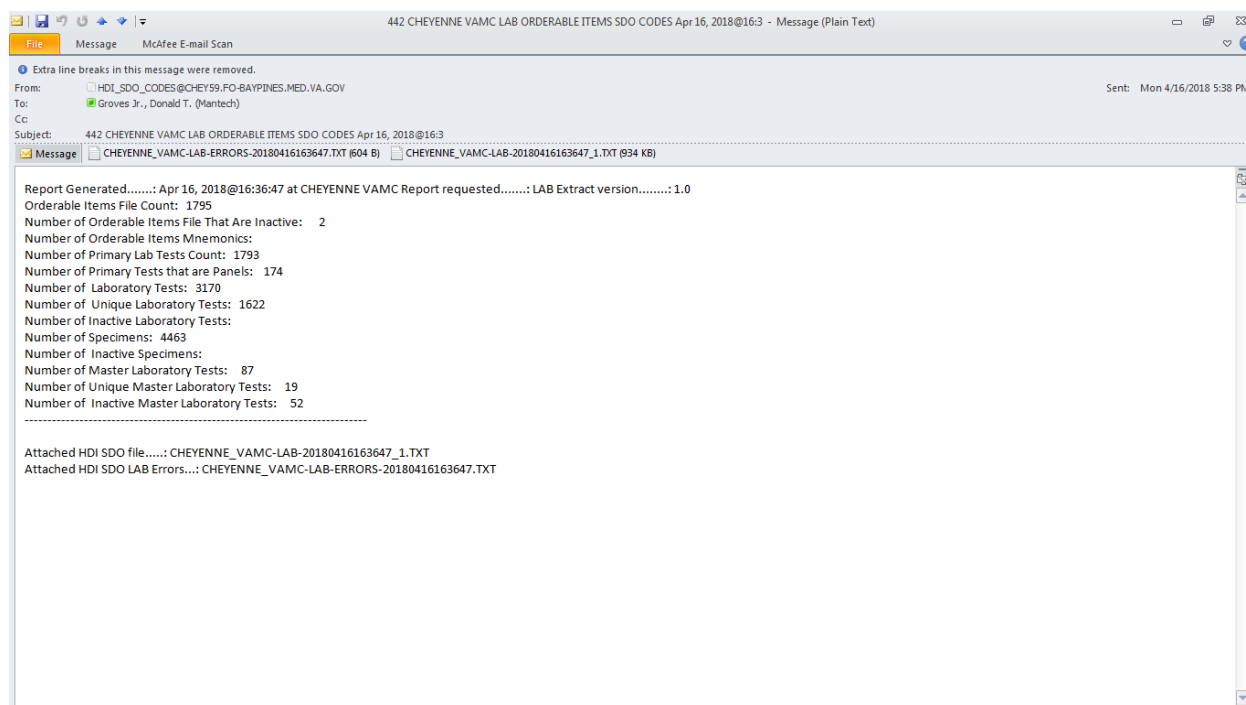 442 CHEYENNE VAMC LAB ORDERABLE ITEMS SDO CODES Apr 16, 2018@16:3 - Message (Plain Text)
File Message McAfee E-mail Scan
Extra line breaks in this message were removed.
From: HDI_SDO_CODES@CHEY59.FO-BAYPINES.MED.VA.GOV Sent: Mon 4/16/2018 5:38 PM
To: Groves Jr., Donald T. (Mantech)
Cc:
Subject: 442 CHEYENNE VAMC LAB ORDERABLE ITEMS SDO CODES Apr 16, 2018@16:3
Message CHEYENNE_VAMC-LAB-ERRORS-20180416163647.TXT (604 B) CHEYENNE_VAMC-LAB-20180416163647_1.TXT (934 KB)
Report Generated.......: Apr 16, 2018@16:36:47 at CHEYENNE VAMC Report requested.......: LAB Extract version........: 1.0
Orderable Items File Count: 1795
Number of Orderable Items File That Are Inactive: 2
Number of Orderable Items Mnemonics:
Number of Primary Lab Tests Count: 1793
Number of Primary Tests that are Panels: 174
Number of Laboratory Tests: 3170
Number of Unique Laboratory Tests: 1622
Number of Inactive Laboratory Tests:
Number of Specimens: 4463
Number of Inactive Specimens:
Number of Master Laboratory Tests: 87
Number of Unique Master Laboratory Tests: 19
Number of Inactive Master Laboratory Tests: 52
---------------------------------------------------------------------------
Attached HDI SDO file.....: CHEYENNE_VAMC-LAB-20180416163647_1.TXT
Attached HDI SDO LAB Errors...: CHEYENNE_VAMC-LAB-ERRORS-20180416163647.TXT